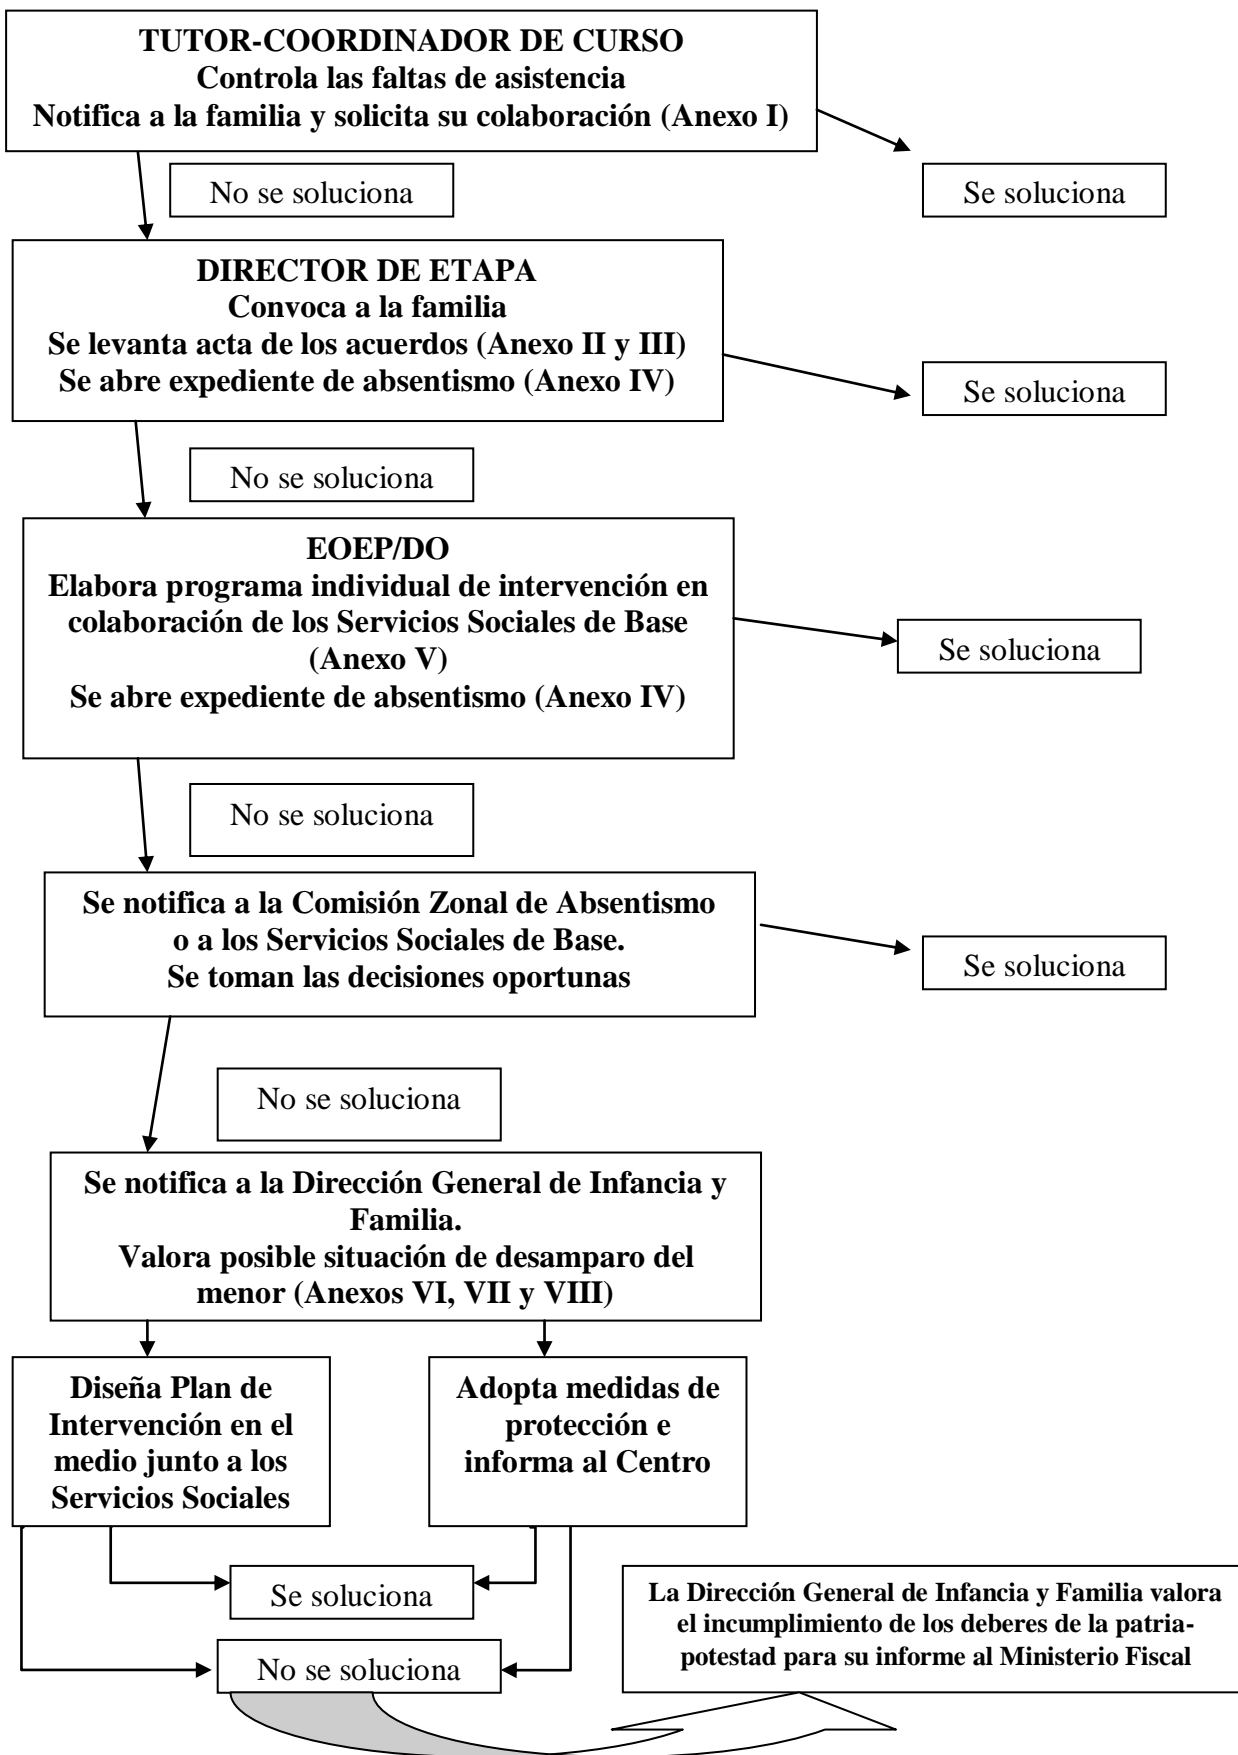 TUTOR-COORDINADOR DE CURSO
Controla las faltas de asistencia
Notifica a la familia y solicita su colaboración (Anexo I)
No se soluciona
Se soluciona
DIRECTOR DE ETAPA
Convoca a la familia
Se levanta acta de los acuerdos (Anexo II y III)
Se abre expediente de absentismo (Anexo IV)
Se soluciona
No se soluciona
EOEP/DO
Elabora programa individual de intervención en
colaboración de los Servicios Sociales de Base
(Anexo V)
Se abre expediente de absentismo (Anexo IV)
Se soluciona
No se soluciona
Se notifica a la Comisión Zonal de Absentismo
o a los Servicios Sociales de Base.
Se toman las decisiones oportunas
Se soluciona
No se soluciona
Se notifica a la Dirección General de Infancia y
Familia.
Valora posible situación de desamparo del
menor (Anexos VI, VII y VIII)
Diseña Plan de
Intervención en el
medio junto a los
Servicios Sociales
Adopta medidas de
protección e
informa al Centro
Se soluciona
No se soluciona
La Dirección General de Infancia y Familia valora
el incumplimiento de los deberes de la patria-
potestad para su informe al Ministerio Fiscal